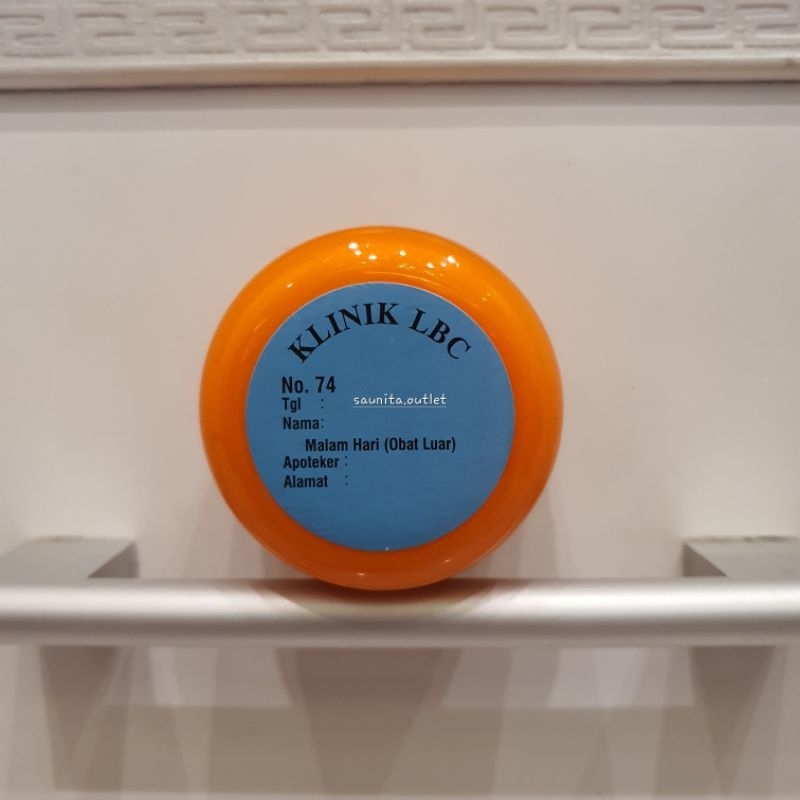 KLINIK LBC
No. 74
Tgl :
saunita.outlet
Nama:
Malam Hari (Obat Luar)
Apoteker :
Alamat :